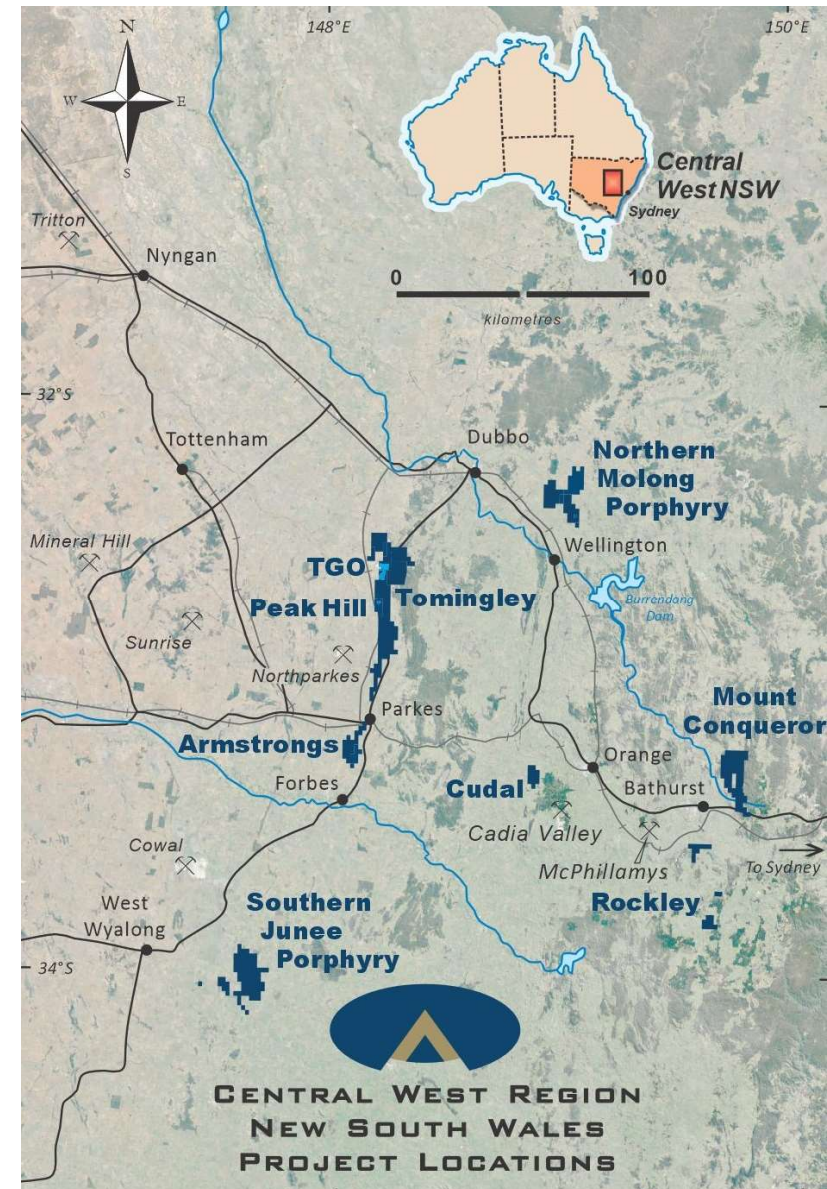 148°E
150°E
N
W
E
S
Central
West NSW
Sydney
Tritton
Nyngan
0
100
kilometres
32°S
Tottenham
Dubbo
Northern
Molong
Porphyry
Mineral Hill
TGO
Wellington
Peak Hill
Tomingley
Burrendong
Dam
Sunrise
Northparkes
Parkes
Mount
Conqueror
Armstrongs
Orange
Forbes
Cudal
Bathurst
Cadia Valley
Cowal
McPhillamys
To Sydney
West
Wyalong
Southern
Junee
Porphyry
Rockley
34°S
CENTRAL WEST REGION
NEW SOUTH WALES
PROJECT LOCATIONS